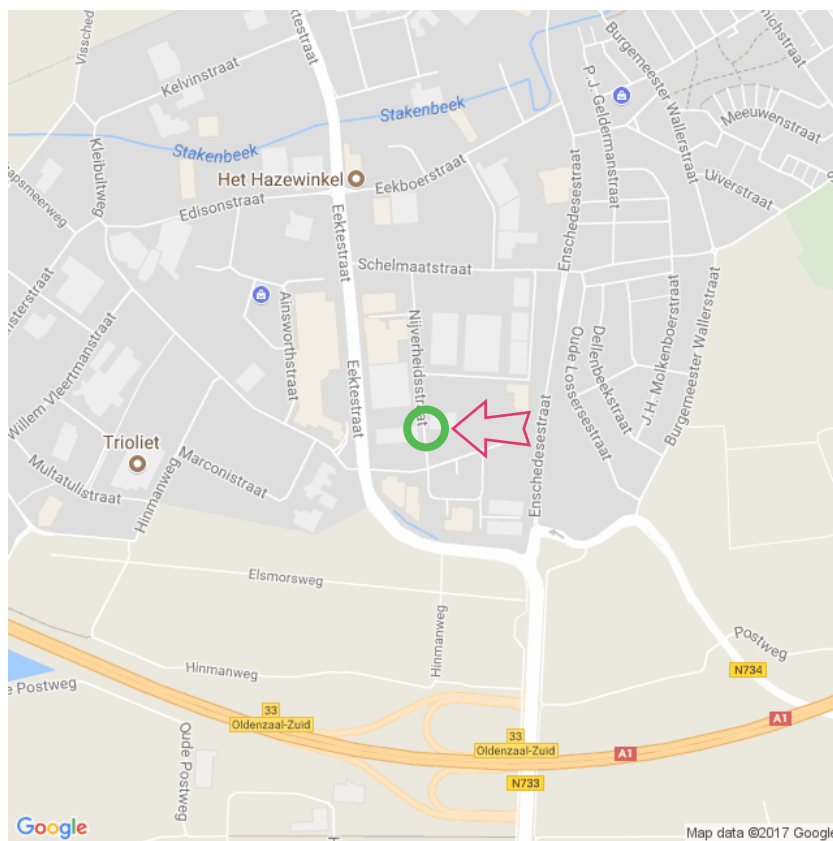 Kelvinstraat
Burgemeester Wallerstraat
P.J. Geldermanstraat
Meeuwenstraat
Stakenbeek
Stakenbeek
Kleibultweg
Het Hazewinkel
Eekboerstraat
Uiverstraat
Edisonstraat
Eektestraat
Enschedesestraat
Schelmaatstraat
Ainsworthstraat
Nijverheidsstraat
Willem Vleertmanstraat
Eektestraat
Oude Lossersestraat
Dellenbeekstraat
J.H. Molkenboerstraat
Burgemeester Wallerstraat
Trioliet
Marconistraat
Multatulistraat
Hinmanweg
Enschedesestraat
Elsmorsweg
Hinmanweg
Postweg
Hinmanweg
N734
e Postweg
33
Oldenzaal-Zuid
A1
33
Oldenzaal-Zuid
A1
Oude Postweg
N733
Google
Map data ©2017 Google